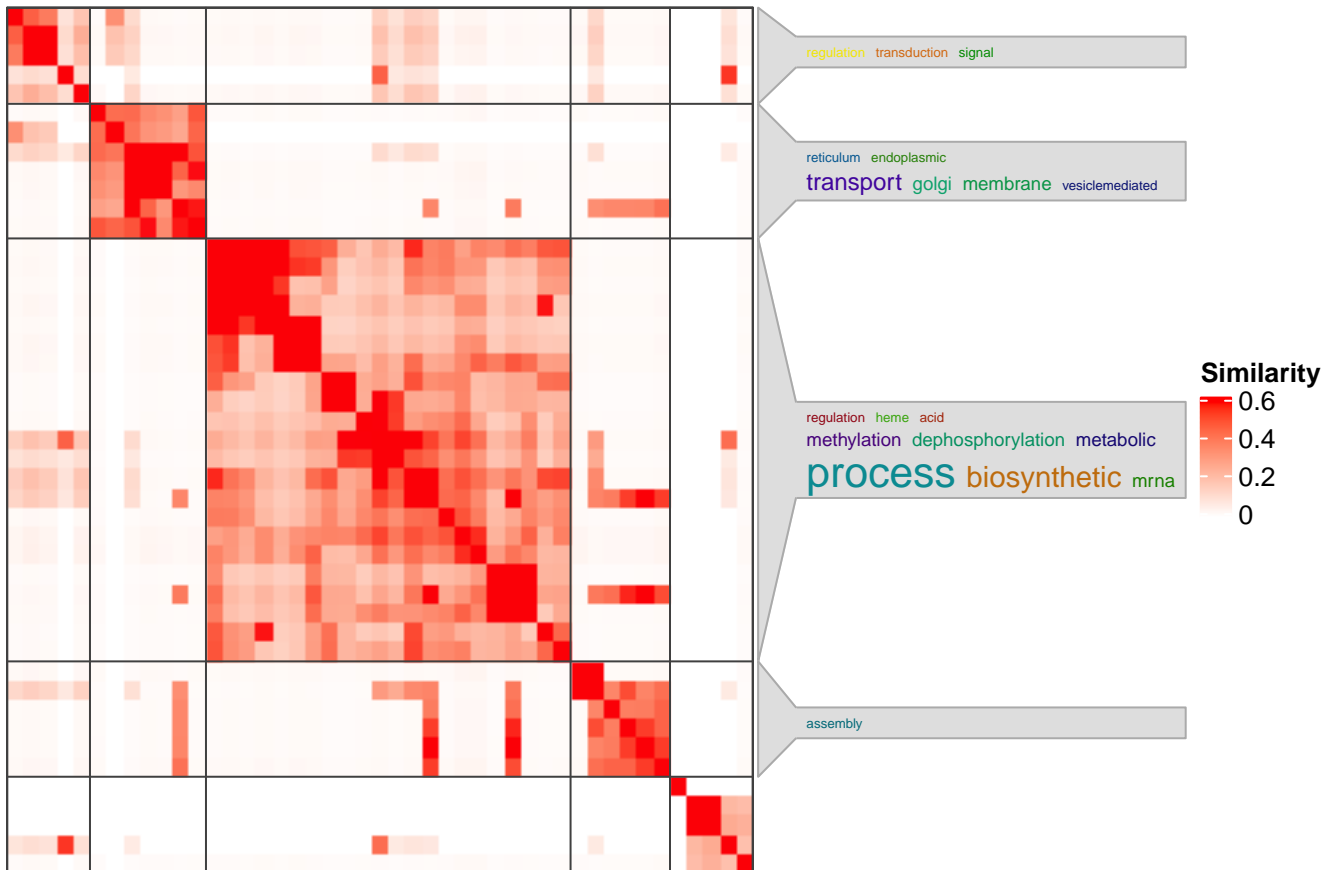 regulation transduction signal
reticulum endoplasmic
transport golgi membrane vesiclemediated
regulation heme acid
methylation dephosphorylation metabolic
process biosynthetic mrna
assembly
Similarity
0.6
0.4
0.2
0